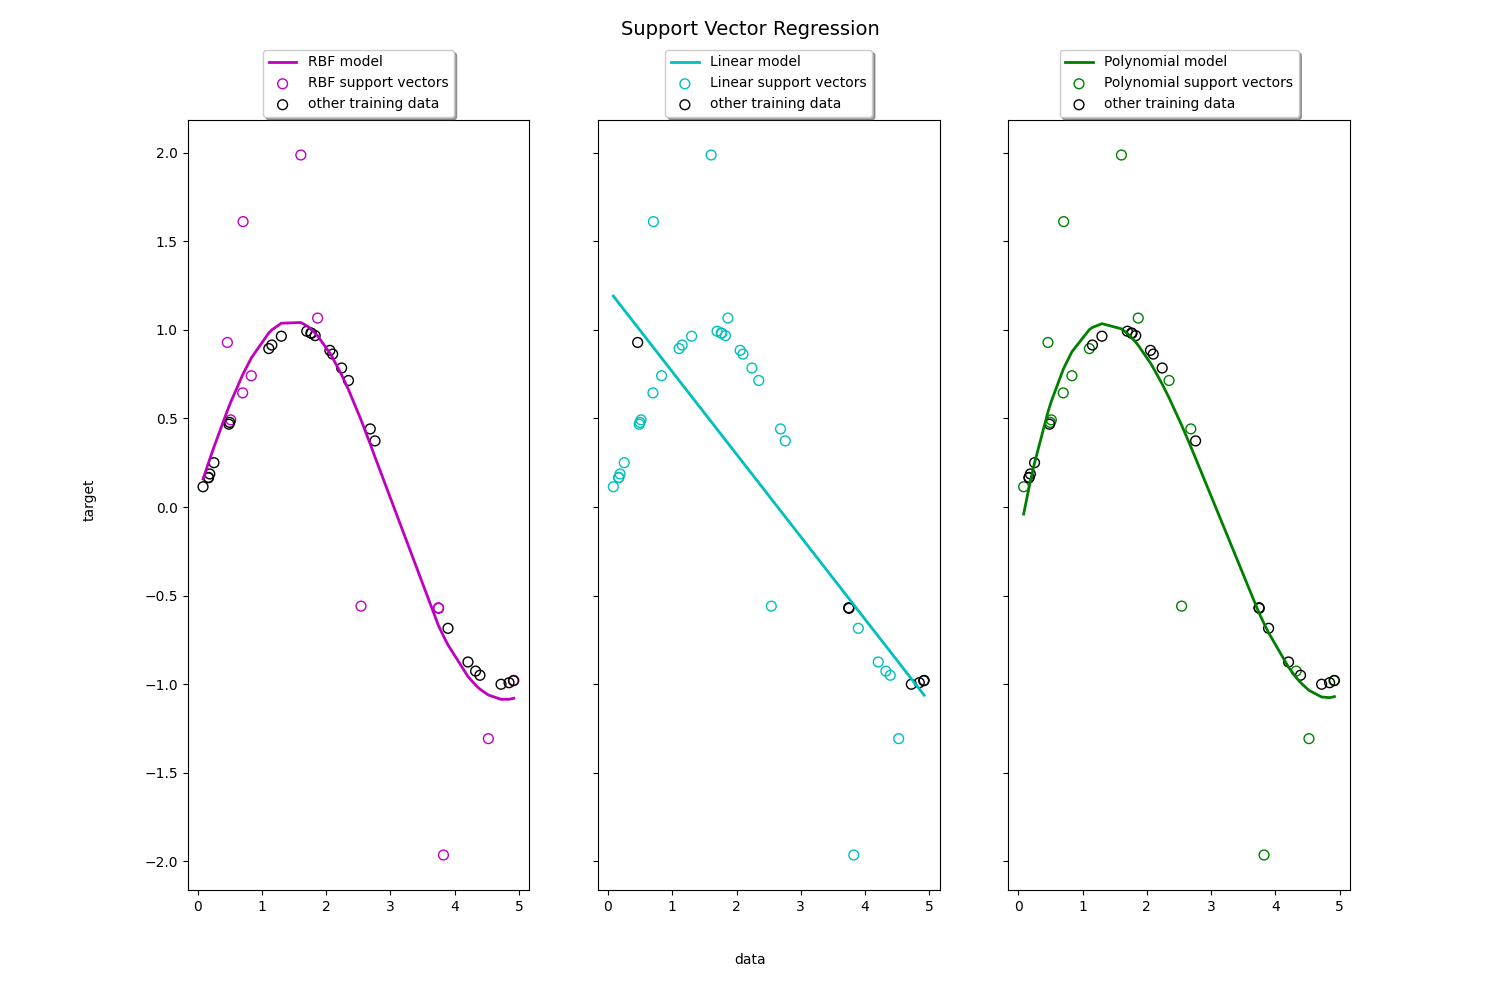 Support Vector Regression
RBF model
RBF support vectors
other training data
Linear model
Linear support vectors
other training data
Polynomial model
Polynomial support vectors
other training data
2.0
1.5
1.0
0.5
0.0
−0.5
−1.0
−1.5
−2.0
target
0 1 2 3 4 5
0 1 2 3 4 5
0 1 2 3 4 5
data